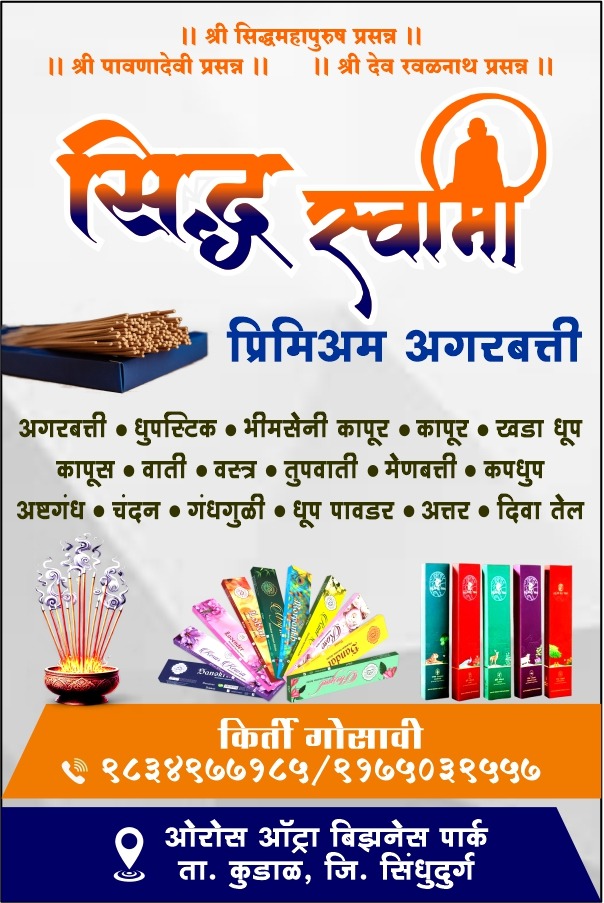 || श्री सिद्धमहापुरुष प्रसन्न ||
|| श्री पावणादेवी प्रसन्न || || श्री देव रवळनाथ प्रसन्न ||
सिद्ध स्वामी
प्रिमिअम अगरबत्ती
अगरबत्ती • धुपस्टिक • भीमसेनी कापूर • कापूर • खडा धूप
कापूस • वाती • वस्त्र • तुपवाती • मेणबत्ती • कपधुप
अष्टगंध • चंदन • गंधगुळी • धूप पावडर • अत्तर • दिवा तेल
किर्ती गोसावी
९८३४९७७१८५/९१७५०३९५५७
ओरोस ऑट्रा बिझनेस पार्क
ता. कुडाळ, जि. सिंधुदुर्ग